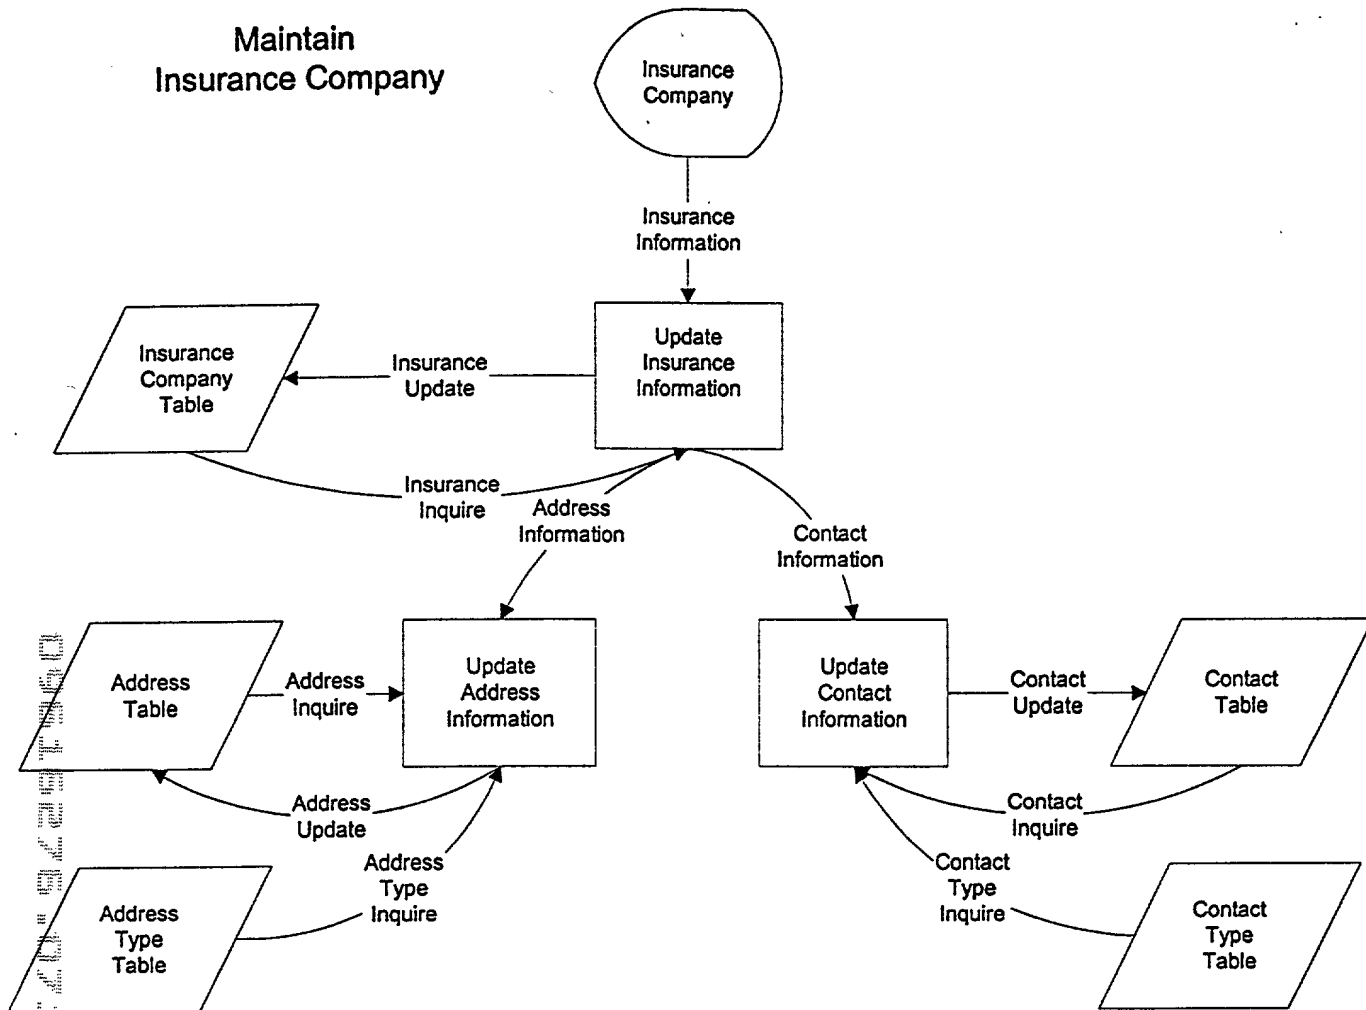 Maintain
Insurance Company
Insurance
Company
Insurance
Information
Update
Insurance
Information
Insurance
Company
Table
Insurance
Update
Insurance
Inquire
Address
Information
Contact
Information
Address
Table
Address
Inquire
Update
Address
Information
Update
Contact
Information
Contact
Update
Contact
Table
Address
Update
Contact
Inquire
Address
Type
Inquire
Contact
Type
Inquire
Address
Type
Table
Contact
Type
Table